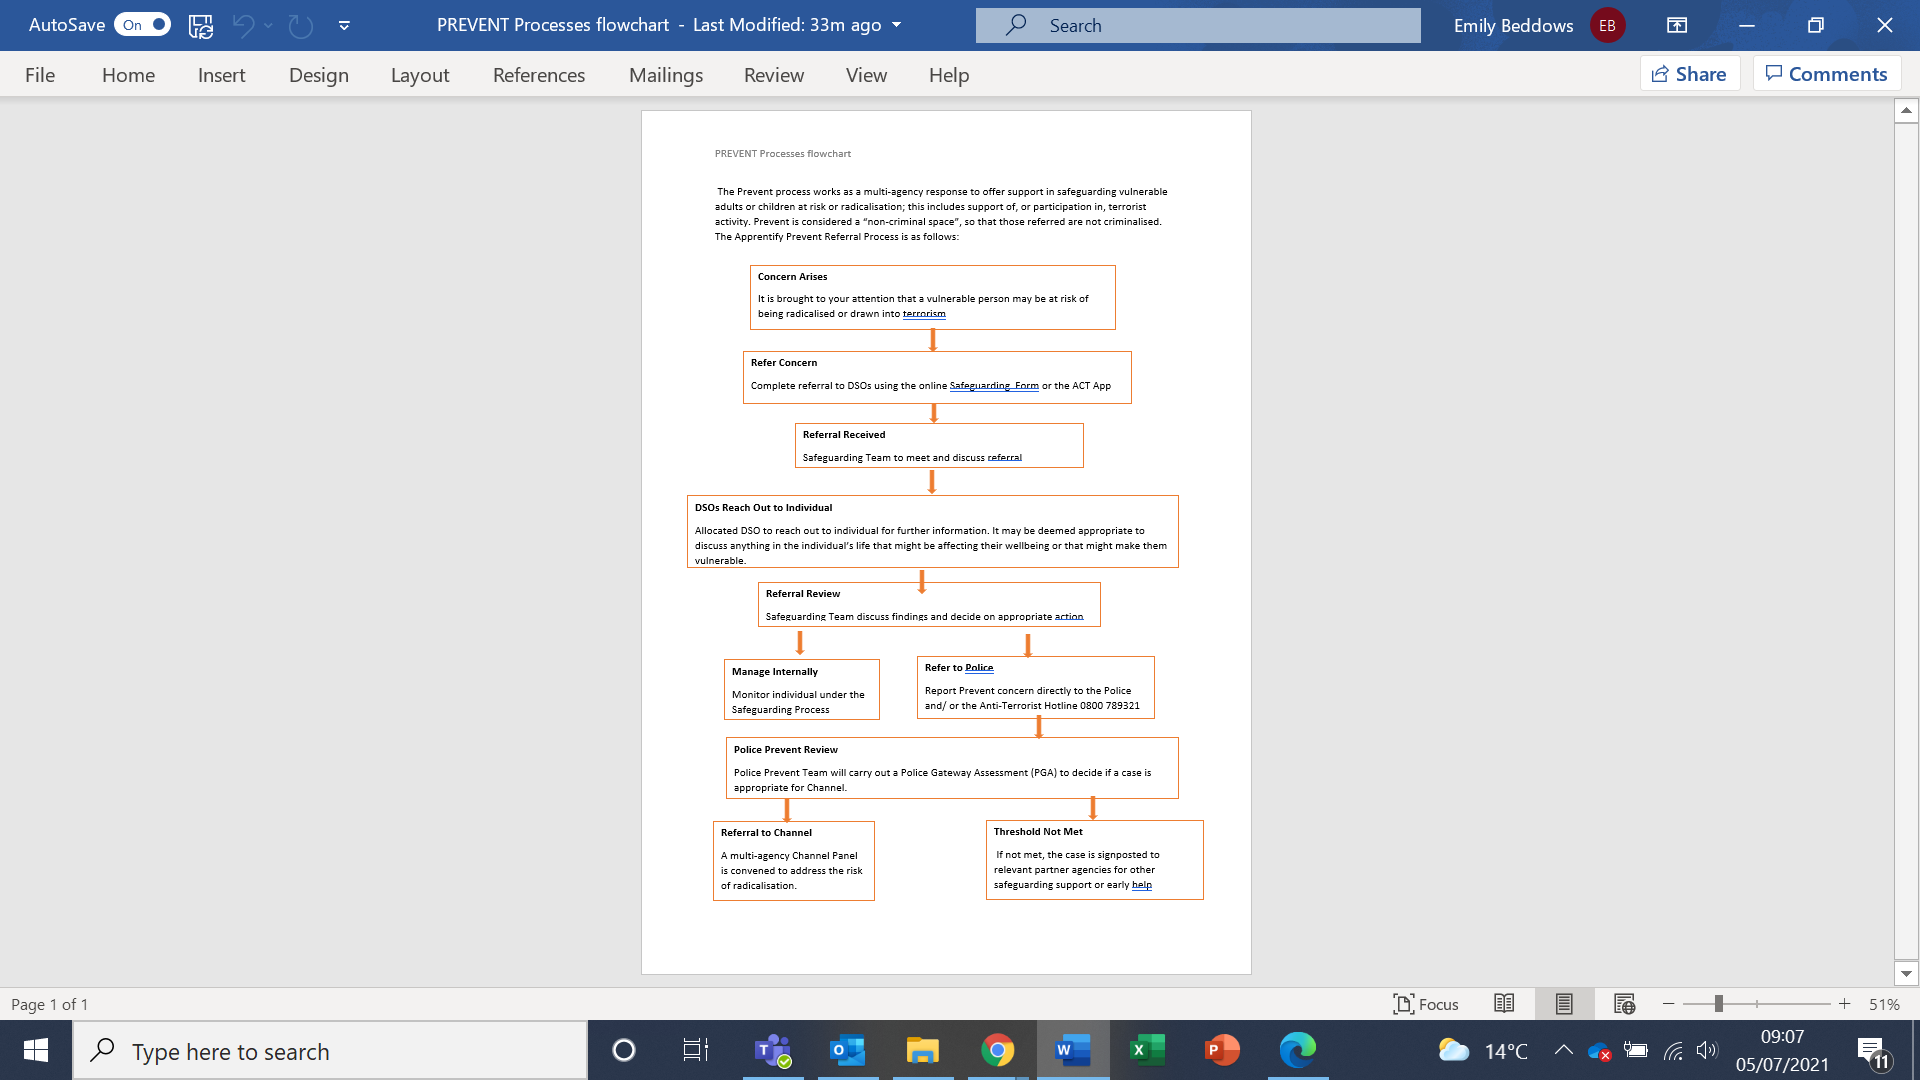 AutoSave On PREVENT Processes flowchart - Last Modified: 33m ago Search Emily Beddows EB
File Home Insert Design Layout References Mailings Review View Help Share Comments
PREVENT Processes flowchart
The Prevent process works as a multi-agency response to offer support in safeguarding vulnerable
adults or children at risk or radicalisation; this includes support of, or participation in, terrorist
activity. Prevent is considered a “non-criminal space”, so that those referred are not criminalised.
The Apprentify Prevent Referral Process is as follows:
Concern Arises
It is brought to your attention that a vulnerable person may be at risk of
being radicalised or drawn into terrorism
Refer Concern
Complete referral to DSOs using the online Safeguarding Form or the ACT App
Referral Received
Safeguarding Team to meet and discuss referral
DSOs Reach Out to Individual
Allocated DSO to reach out to individual for further information. It may be deemed appropriate to
discuss anything in the individual’s life that might be affecting their wellbeing or that might make them
vulnerable.
Referral Review
Safeguarding Team discuss findings and decide on appropriate action
Manage Internally
Monitor individual under the
Safeguarding Process
Refer to Police
Report Prevent concern directly to the Police
and/ or the Anti-Terrorist Hotline 0800 789321
Police Prevent Review
Police Prevent Team will carry out a Police Gateway Assessment (PGA) to decide if a case is
appropriate for Channel.
Referral to Channel
A multi-agency Channel Panel
is convened to address the risk
of radicalisation.
Threshold Not Met
If not met, the case is signposted to
relevant partner agencies for other
safeguarding support or early help
Page 1 of 1 Focus 51%
Type here to search 14°C 09:07
05/07/2021 11